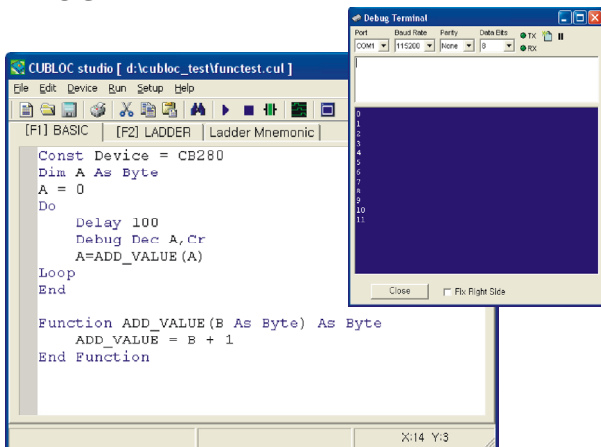 CUBLOC studio [ d:\cubloc_test\functest.cul ]
File Edit Device Run Setup Help
[F1] BASIC [F2] LADDER Ladder Mnemonic
Const Device = CB280
Dim A As Byte
A = 0
Do
Delay 100
Debug Dec A,Cr
A=ADD_VALUE(A)
Loop
End
Function ADD_VALUE(B As Byte) As Byte
ADD_VALUE = B + 1
End Function
X:14 Y:3
Debug Terminal
Port Baud Rate Parity Data Bits TX
COM1 115200 None 8 RX
0
1
2
3
4
5
6
7
8
9
10
11
Close Fix Right Side